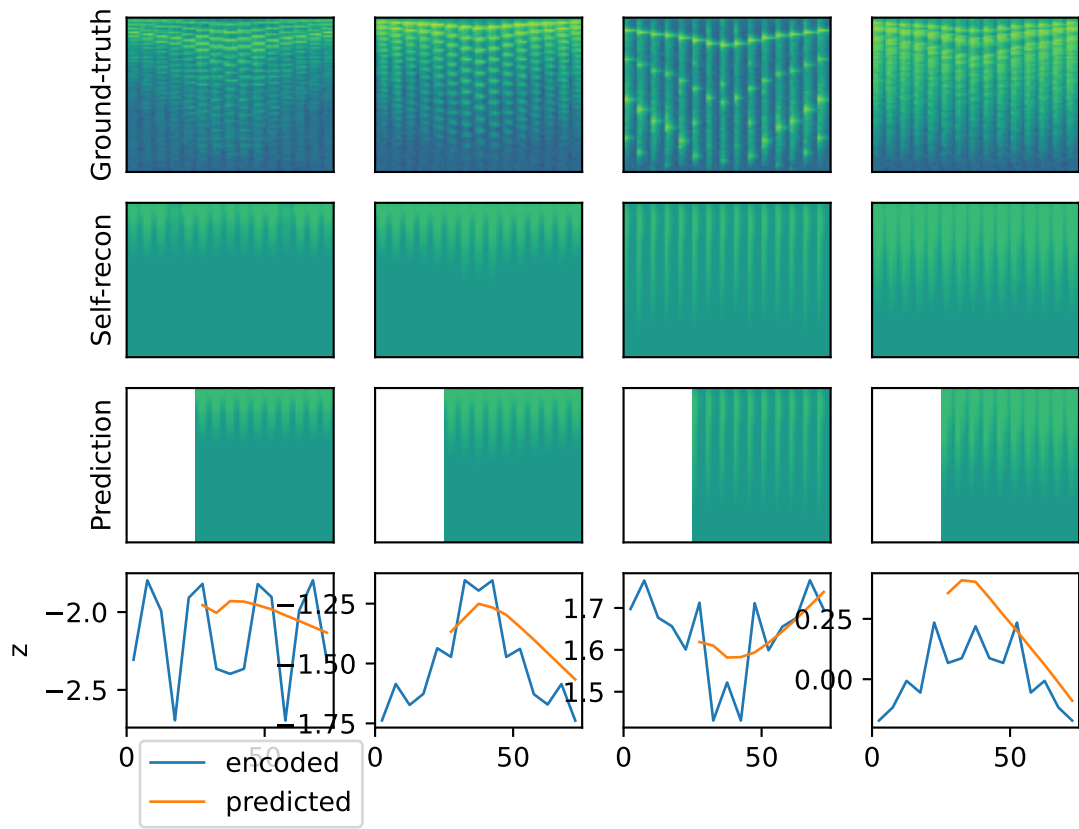 Ground-truth
Self-recon
Prediction
z
−2.0
−2.5
−1.25
−1.50
−1.75
1.7
1.6
1.5
0.25
0.00
0 50
0 50
0 50
0 50
encoded
predicted